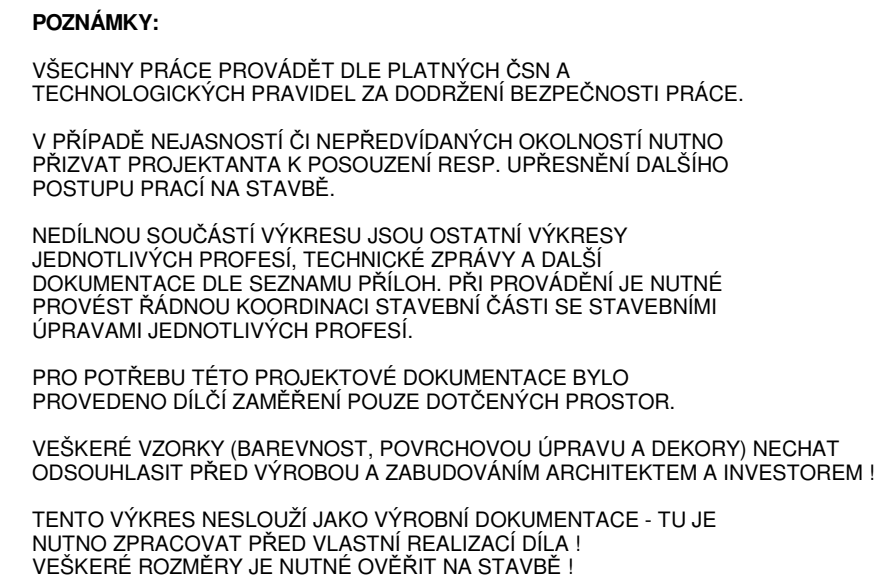 POZNÁMKY:
VŠECHNY PRÁCE PROVÁDĚT DLE PLATNÝCH ČSN A
TECHNOLOGICKÝCH PRAVIDEL ZA DODRŽENÍ BEZPEČNOSTI PRÁCE.
V PŘÍPADĚ NEJASNOSTÍ ČI NEPŘEDVÍDANÝCH OKOLNOSTÍ NUTNO
PŘIZVAT PROJEKTANTA K POSOUZENÍ RESP. UPŘESNĚNÍ DALŠÍHO
POSTUPU PRACÍ NA STAVBĚ.
NEDÍLNOU SOUČÁSTÍ VÝKRESU JSOU OSTATNÍ VÝKRESY
JEDNOTLIVÝCH PROFESÍ, TECHNICKÉ ZPRÁVY A DALŠÍ
DOKUMENTACE DLE SEZNAMU PŘÍLOH. PŘI PROVÁDĚNÍ JE NUTNÉ
PROVÉST ŘÁDNOU KOORDINACI STAVEBNÍ ČÁSTI SE STAVEBNÍMI
ÚPRAVAMI JEDNOTLIVÝCH PROFESÍ.
PRO POTŘEBU TÉTO PROJEKTOVÉ DOKUMENTACE BYLO
PROVEDENO DÍLČÍ ZAMĚŘENÍ POUZE DOTČENÝCH PROSTOR.
VEŠKERÉ VZORKY (BAREVNOST, POVRCHOVOU ÚPRAVU A DEKORY) NECHAT
ODSOUHLASIT PŘED VÝROBOU A ZABUDOVÁNÍM ARCHITEKTEM A INVESTOREM !
TENTO VÝKRES NESLOUŽÍ JAKO VÝROBNÍ DOKUMENTACE - TU JE
NUTNO ZPRACOVAT PŘED VLASTNÍ REALIZACÍ DÍLA !
VEŠKERÉ ROZMĚRY JE NUTNÉ OVĚŘIT NA STAVBĚ !